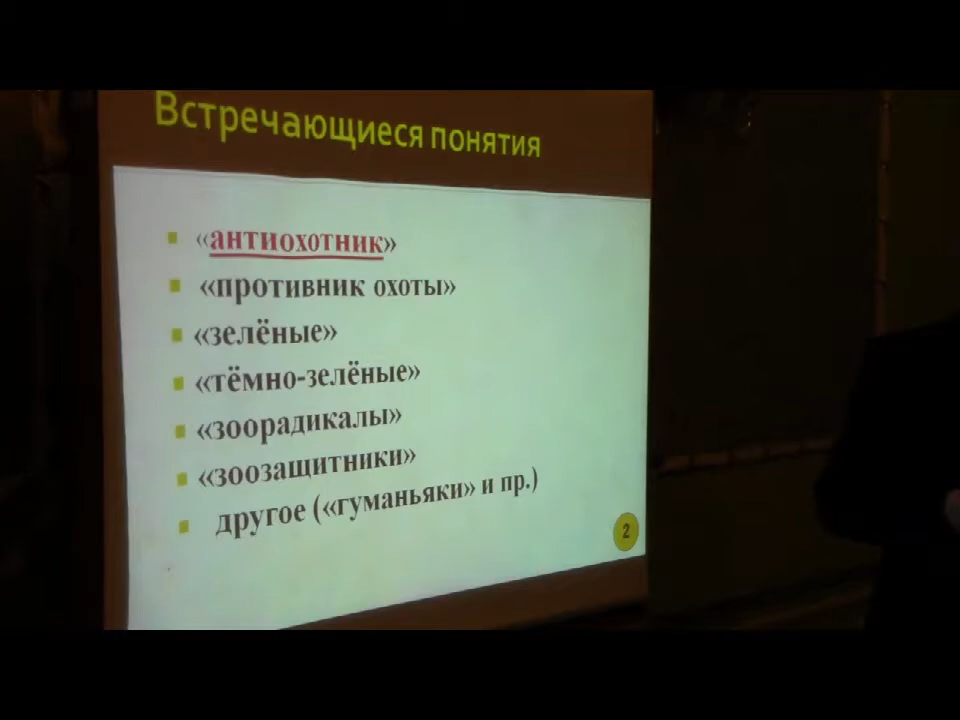 Встречающиеся понятия
«антиохотник»
«противник охоты»
«зелёные»
«тёмно-зелёные»
«зоорадикалы»
«зоозащитники»
другое («гуманьяки» и пр.)
2